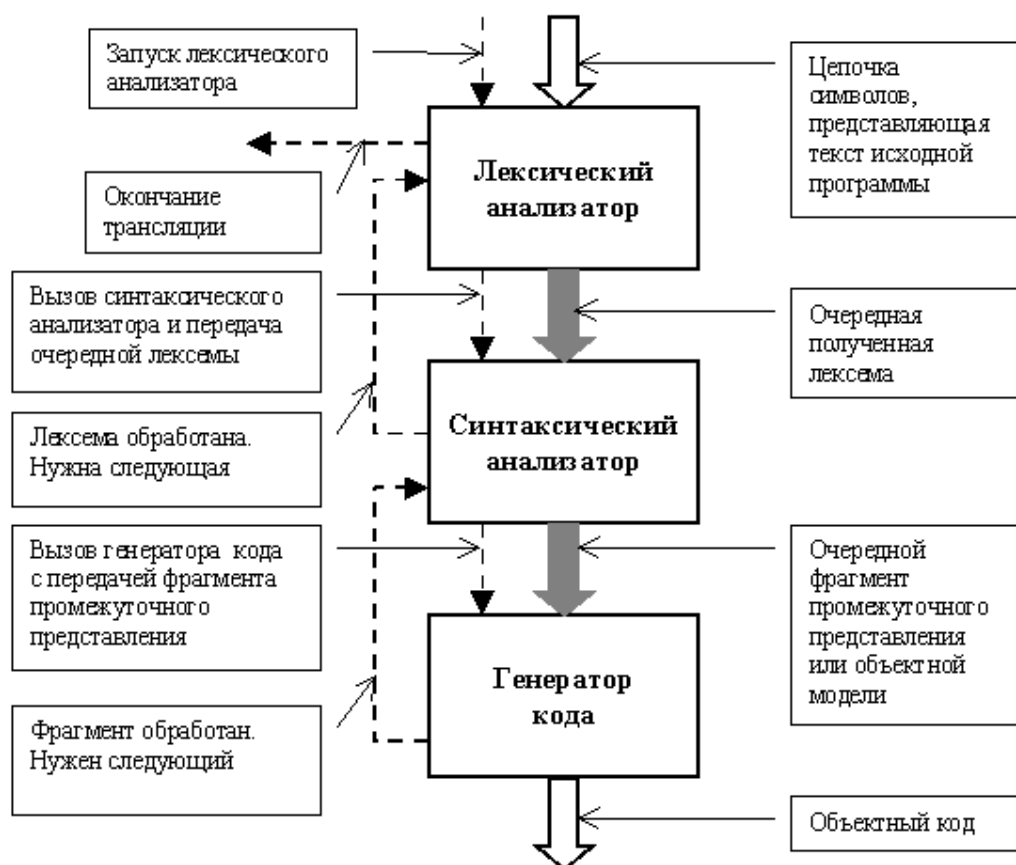 Запуск лексического
анализатора
Цепочка
символов,
представляющая
текст исходной
программы
Лексический
анализатор
Окончание
трансляции
Вызов синтаксического
анализатора и передача
очередной лексемы
Очередная
полученная
лексема
Синтаксический
анализатор
Лексема обработана.
Нужна следующая
Вызов генератора кода
с передачей фрагмента
промежуточного
представления
Очередной
фрагмент
промежуточного
представления
или объектной
модели
Генератор
кода
Фрагмент обработан.
Нужен следующий
Объектный код